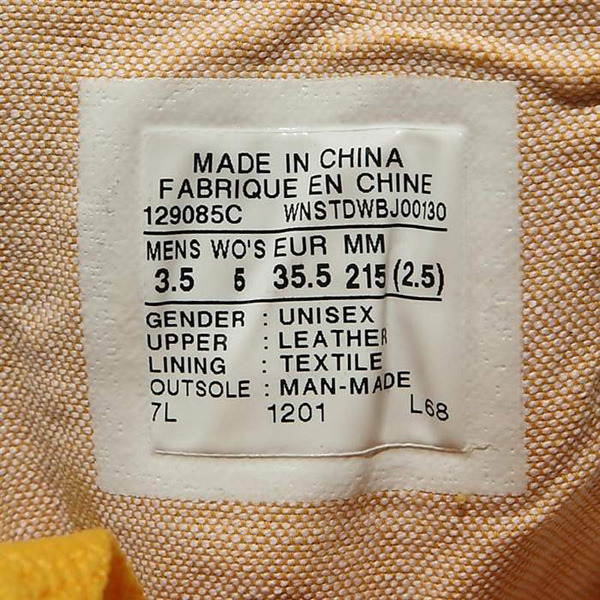 MADE IN CHINA
FABRIQUE EN CHINE
129085C WNSTDWBJ00130
MENS WO'S EUR MM
3.5 5 35.5 215 (2.5)
GENDER : UNISEX
UPPER : LEATHER
LINING : TEXTILE
OUTSOLE : MAN-MADE
7L 1201 L68